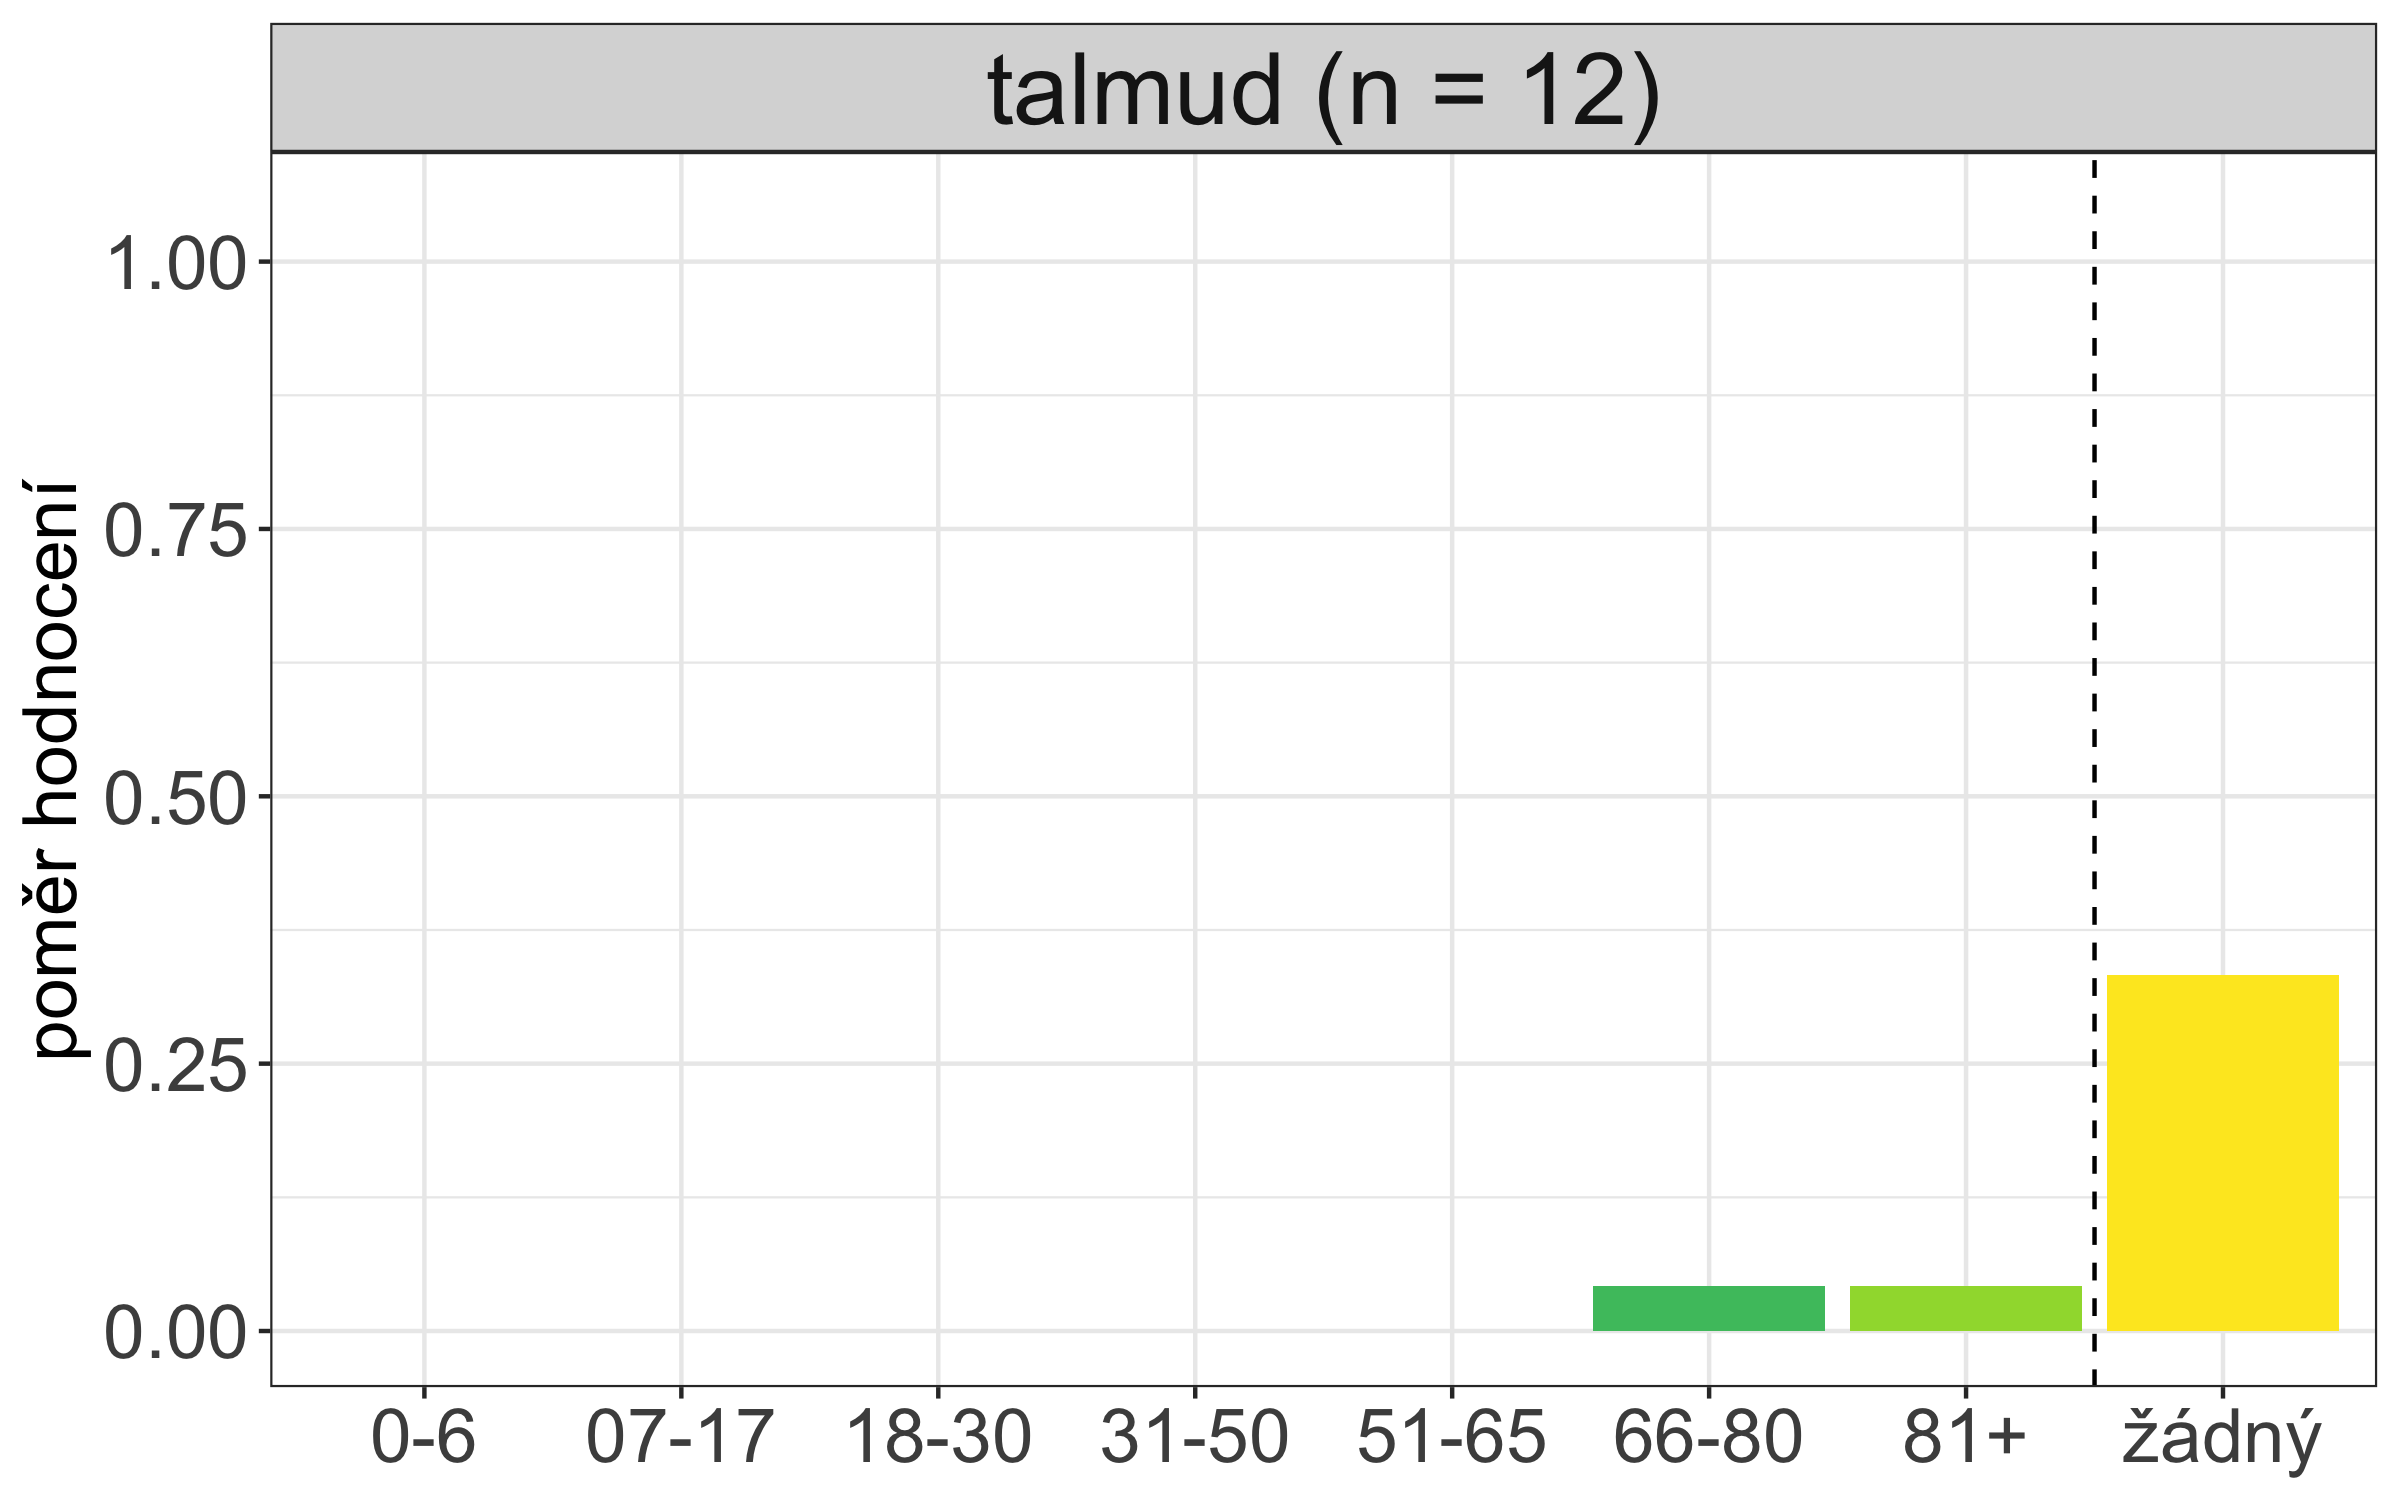 talmud (n = 12)
poměr hodnocení
1.00
0.75
0.50
0.25
0.00
0-6 07-17 18-30 31-50 51-65 66-80 81+ žádný